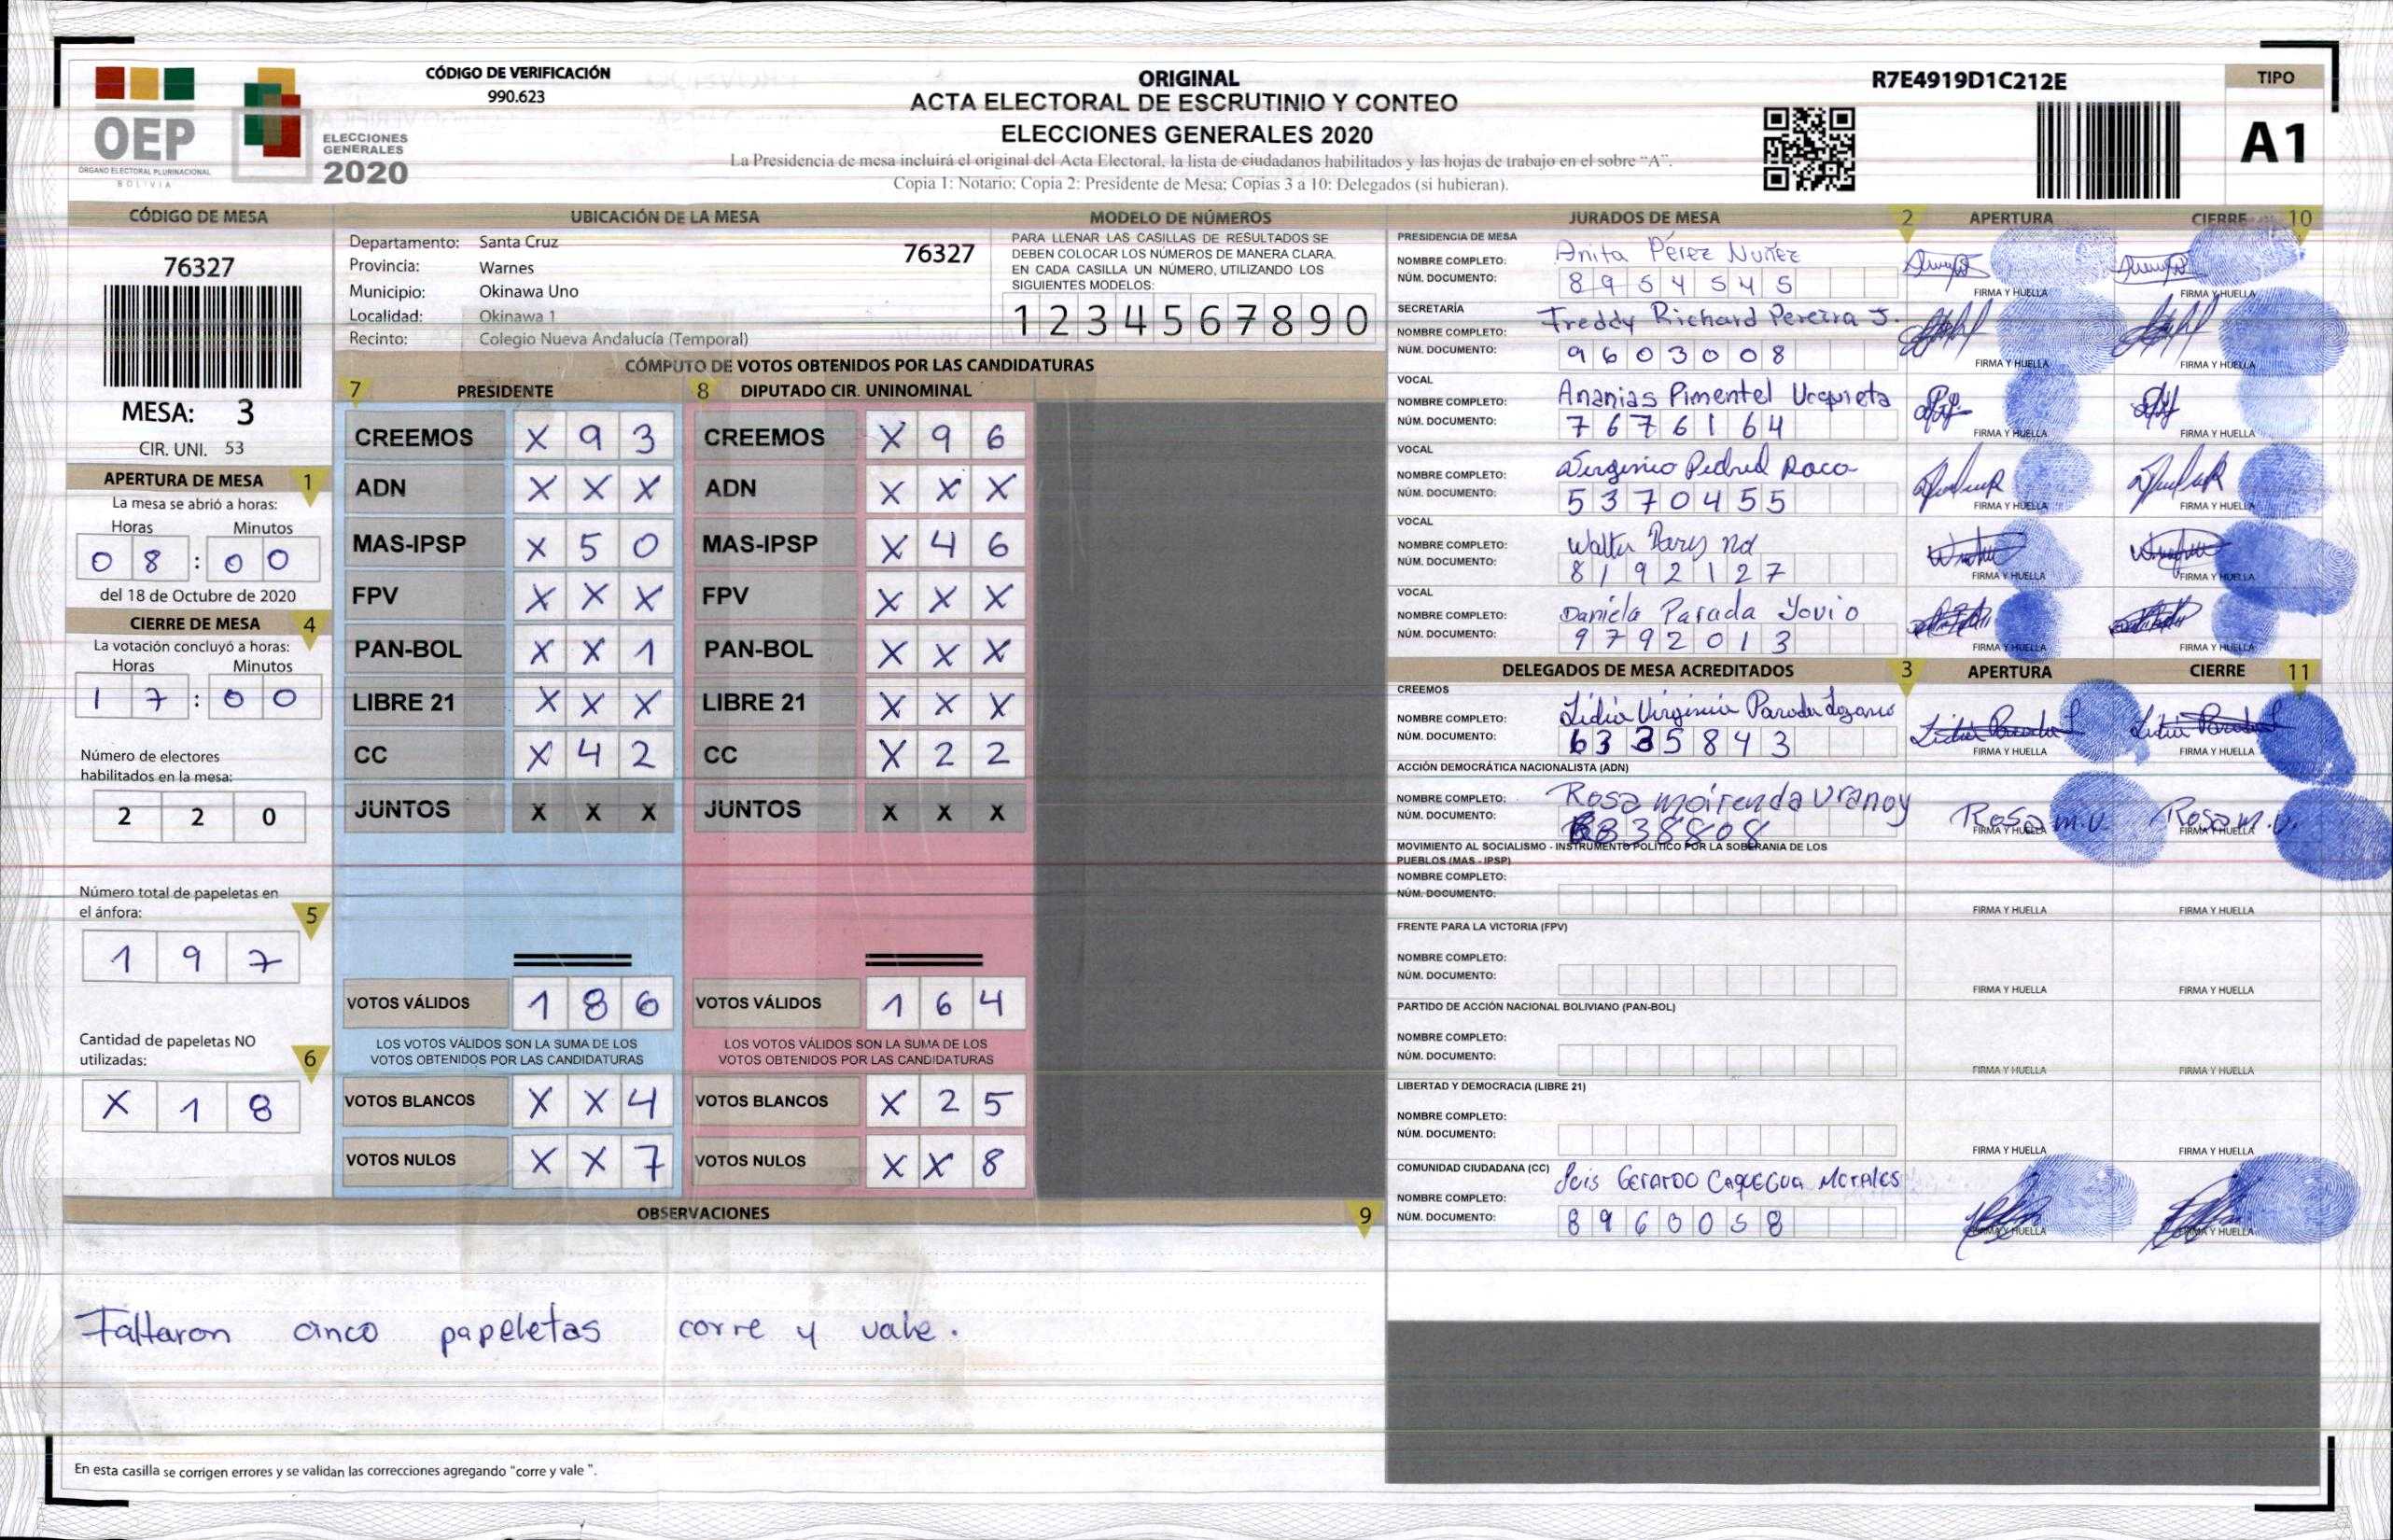 CÓDIGO DE VERIFICACIÓN
990.623
OEP
ÓRGANO ELECTORAL PLURINACIONAL
BOLIVIA
ELECCIONES
GENERALES
2020
ORIGINAL
ACTA ELECTORAL DE ESCRUTINIO Y CONTEO
ELECCIONES GENERALES 2020
La Presidencia de mesa incluirá el original del Acta Electoral, la lista de ciudadanos habilitados y las hojas de trabajo en el sobre "A".
Copia 1: Notario; Copia 2: Presidente de Mesa; Copias 3 a 10: Delegados (si hubieran).
R7E4919D1C212E
TIPO
A1
CÓDIGO DE MESA
76327
MESA: 3
CIR. UNI. 53
APERTURA DE MESA 1
La mesa se abrió a horas:
Horas Minutos
0 8 : 0 0
del 18 de Octubre de 2020
CIERRE DE MESA 4
La votación concluyó a horas:
Horas Minutos
1 7 : 0 0
Número de electores
habilitados en la mesa:
2 2 0
Número total de papeletas en
el ánfora: 5
1 9 7
Cantidad de papeletas NO
utilizadas: 6
X 1 8
UBICACIÓN DE LA MESA
Departamento: Santa Cruz 76327
Provincia: Warnes
Municipio: Okinawa Uno
Localidad: Okinawa 1
Recinto: Colegio Nueva Andalucía (Temporal)
MODELO DE NÚMEROS
PARA LLENAR LAS CASILLAS DE RESULTADOS SE
DEBEN COLOCAR LOS NÚMEROS DE MANERA CLARA.
EN CADA CASILLA UN NÚMERO, UTILIZANDO LOS
SIGUIENTES MODELOS:
1 2 3 4 5 6 7 8 9 0
CÓMPUTO DE VOTOS OBTENIDOS POR LAS CANDIDATURAS
7 PRESIDENTE 8 DIPUTADO CIR. UNINOMINAL
CREEMOS X 9 3 CREEMOS X 9 6
ADN X X X ADN X X X
MAS-IPSP X 5 0 MAS-IPSP X 4 6
FPV X X X FPV X X X
PAN-BOL X X 1 PAN-BOL X X X
LIBRE 21 X X X LIBRE 21 X X X
CC X 4 2 CC X 2 2
JUNTOS X X X JUNTOS X X X
VOTOS VÁLIDOS 1 8 6 VOTOS VÁLIDOS 1 6 4
LOS VOTOS VÁLIDOS SON LA SUMA DE LOS LOS VOTOS VÁLIDOS SON LA SUMA DE LOS
VOTOS OBTENIDOS POR LAS CANDIDATURAS VOTOS OBTENIDOS POR LAS CANDIDATURAS
VOTOS BLANCOS X X 4 VOTOS BLANCOS X 2 5
VOTOS NULOS X X 7 VOTOS NULOS X X 8
OBSERVACIONES 9
Faltaron cinco papeletas corre y vale.
En esta casilla se corrigen errores y se validan las correcciones agregando "corre y vale ".
JURADOS DE MESA 2 APERTURA CIERRE 10
PRESIDENCIA DE MESA
NOMBRE COMPLETO: Anita Pérez Nuñez
NÚM. DOCUMENTO: 8 9 5 4 5 4 5
FIRMA Y HUELLA FIRMA Y HUELLA
SECRETARÍA
NOMBRE COMPLETO: Freddy Richard Pereira J.
NÚM. DOCUMENTO: 9 6 0 3 0 0 8
FIRMA Y HUELLA FIRMA Y HUELLA
VOCAL
NOMBRE COMPLETO: Ananias Pimentel Urquieta
NÚM. DOCUMENTO: 7 6 7 6 1 6 4
FIRMA Y HUELLA FIRMA Y HUELLA
VOCAL
NOMBRE COMPLETO:
NÚM. DOCUMENTO: 5 3 7 0 4 5 5
FIRMA Y HUELLA FIRMA Y HUELLA
VOCAL
NOMBRE COMPLETO: Walter
NÚM. DOCUMENTO: 8 1 9 2 1 2 7
FIRMA Y HUELLA FIRMA Y HUELLA
VOCAL
NOMBRE COMPLETO: Daniela Parada Yovio
NÚM. DOCUMENTO: 9 7 9 2 0 1 3
FIRMA Y HUELLA FIRMA Y HUELLA
DELEGADOS DE MESA ACREDITADOS 3 APERTURA CIERRE 11
CREEMOS
NOMBRE COMPLETO: Lidia Virginia Parada Lozano
NÚM. DOCUMENTO: 6 3 3 5 8 4 3
FIRMA Y HUELLA FIRMA Y HUELLA
ACCIÓN DEMOCRÁTICA NACIONALISTA (ADN)
NOMBRE COMPLETO: Rosa moirenda Uranoy
NÚM. DOCUMENTO:
Rosa m.U. Rosa M.U.
FIRMA Y HUELLA FIRMA Y HUELLA
MOVIMIENTO AL SOCIALISMO - INSTRUMENTO POLÍTICO POR LA SOBERANIA DE LOS
PUEBLOS (MAS - IPSP)
NOMBRE COMPLETO:
NÚM. DOCUMENTO:
FIRMA Y HUELLA FIRMA Y HUELLA
FRENTE PARA LA VICTORIA (FPV)
NOMBRE COMPLETO:
NÚM. DOCUMENTO:
FIRMA Y HUELLA FIRMA Y HUELLA
PARTIDO DE ACCIÓN NACIONAL BOLIVIANO (PAN-BOL)
NOMBRE COMPLETO:
NÚM. DOCUMENTO:
FIRMA Y HUELLA FIRMA Y HUELLA
LIBERTAD Y DEMOCRACIA (LIBRE 21)
NOMBRE COMPLETO:
NÚM. DOCUMENTO:
FIRMA Y HUELLA FIRMA Y HUELLA
COMUNIDAD CIUDADANA (CC)
NOMBRE COMPLETO: Luis GERARDO CAQUEGUA MORALES
NÚM. DOCUMENTO: 8 9 6 0 0 5 8
FIRMA Y HUELLA FIRMA Y HUELLA